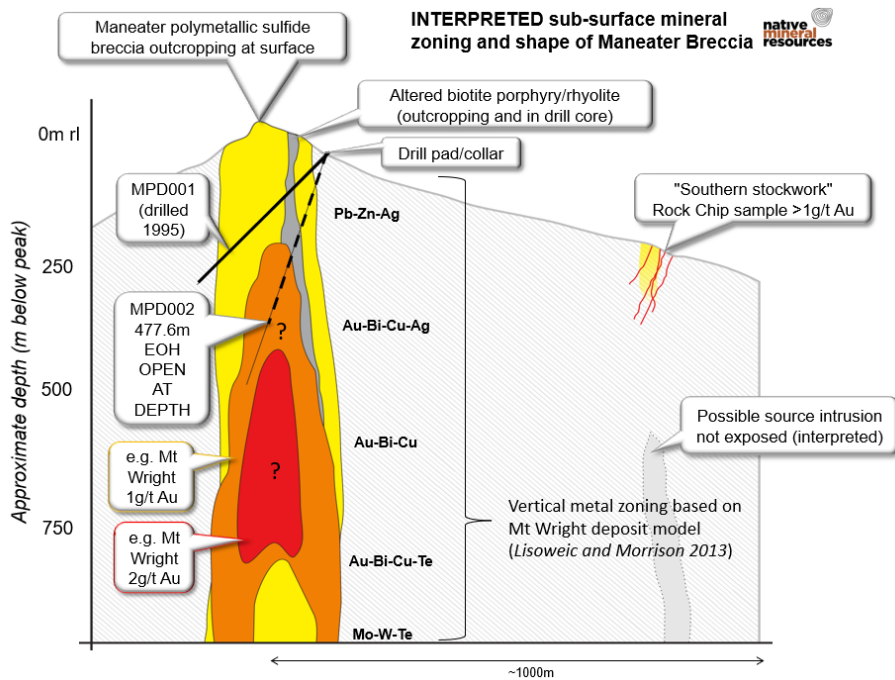 INTERPRETED sub-surface mineral
zoning and shape of Maneater Breccia
native
mineral
resources
Maneater polymetallic sulfide
breccia outcropping at surface
Altered biotite porphyry/rhyolite
(outcropping and in drill core)
Drill pad/collar
0m rl
250
500
750
Approximate depth (m below peak)
MPD001
(drilled
1995)
MPD002
477.6m
EOH
OPEN
AT
DEPTH
e.g. Mt
Wright
1g/t Au
e.g. Mt
Wright
2g/t Au
?
?
Pb-Zn-Ag
Au-Bi-Cu-Ag
Au-Bi-Cu
Au-Bi-Cu-Te
Mo-W-Te
"Southern stockwork"
Rock Chip sample >1g/t Au
Possible source intrusion
not exposed (interpreted)
Vertical metal zoning based on
Mt Wright deposit model
(Lisoweic and Morrison 2013)
~1000m